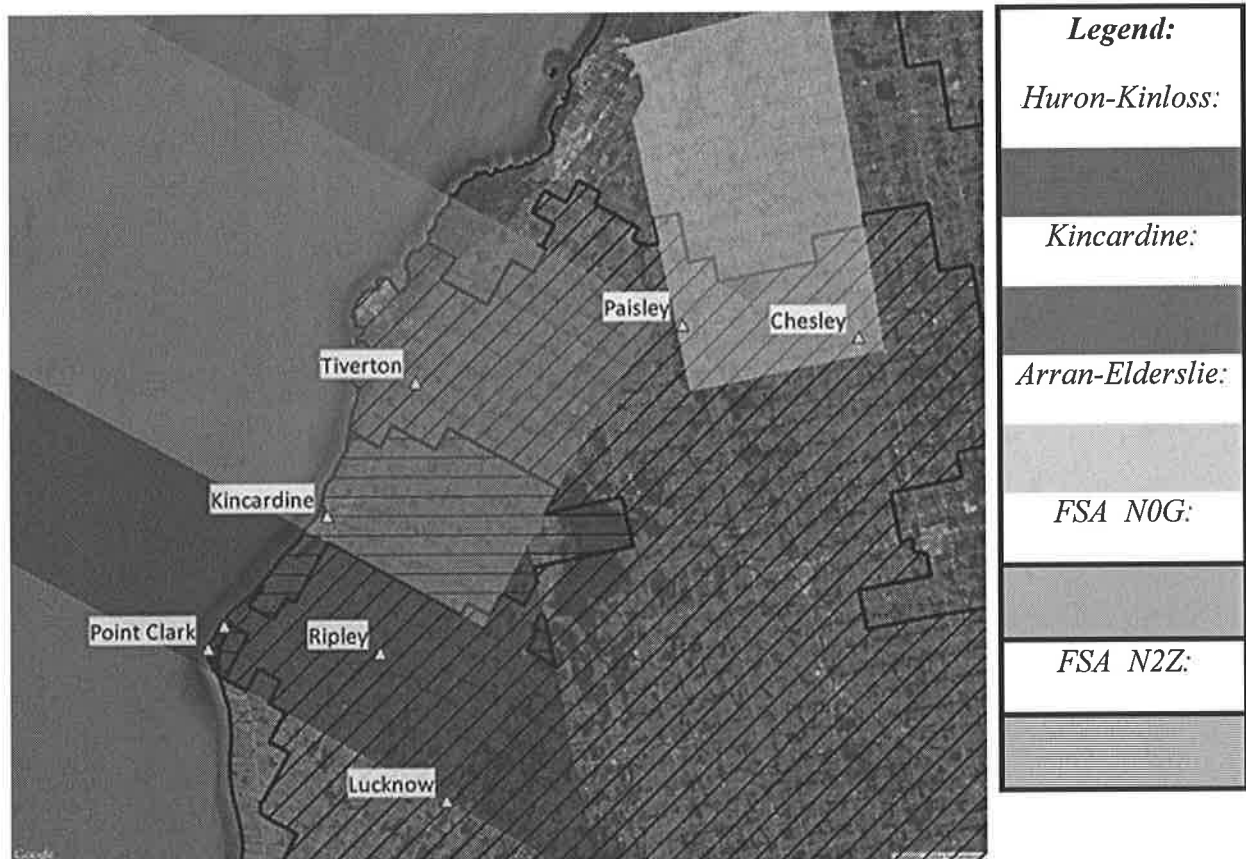 Legend:
Huron-Kinloss:
Kincardine:
Arran-Elderslie:
FSA N0G:
FSA N2Z:
Paisley
Chesley
Tiverton
Kincardine
Point Clark
Ripley
Lucknow
Google